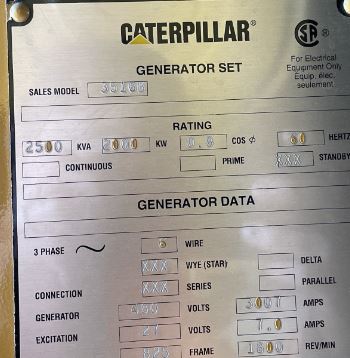 CATERPILLAR®
SA ®
For Electrical
Equipment Only
Equip. élec.
seulement
GENERATOR SET
SALES MODEL 3516B
RATING
2500 KVA 2000 KW 0.8 COS ϕ 60 HERTZ
CONTINUOUS PRIME XXX STANDBY
GENERATOR DATA
3 PHASE ~ 6 WIRE
XXX WYE (STAR) DELTA
CONNECTION XXX SERIES PARALLEL
GENERATOR 480 VOLTS 3007 AMPS
EXCITATION 27 VOLTS 7.0 AMPS
825 FRAME 1800 REV/MIN